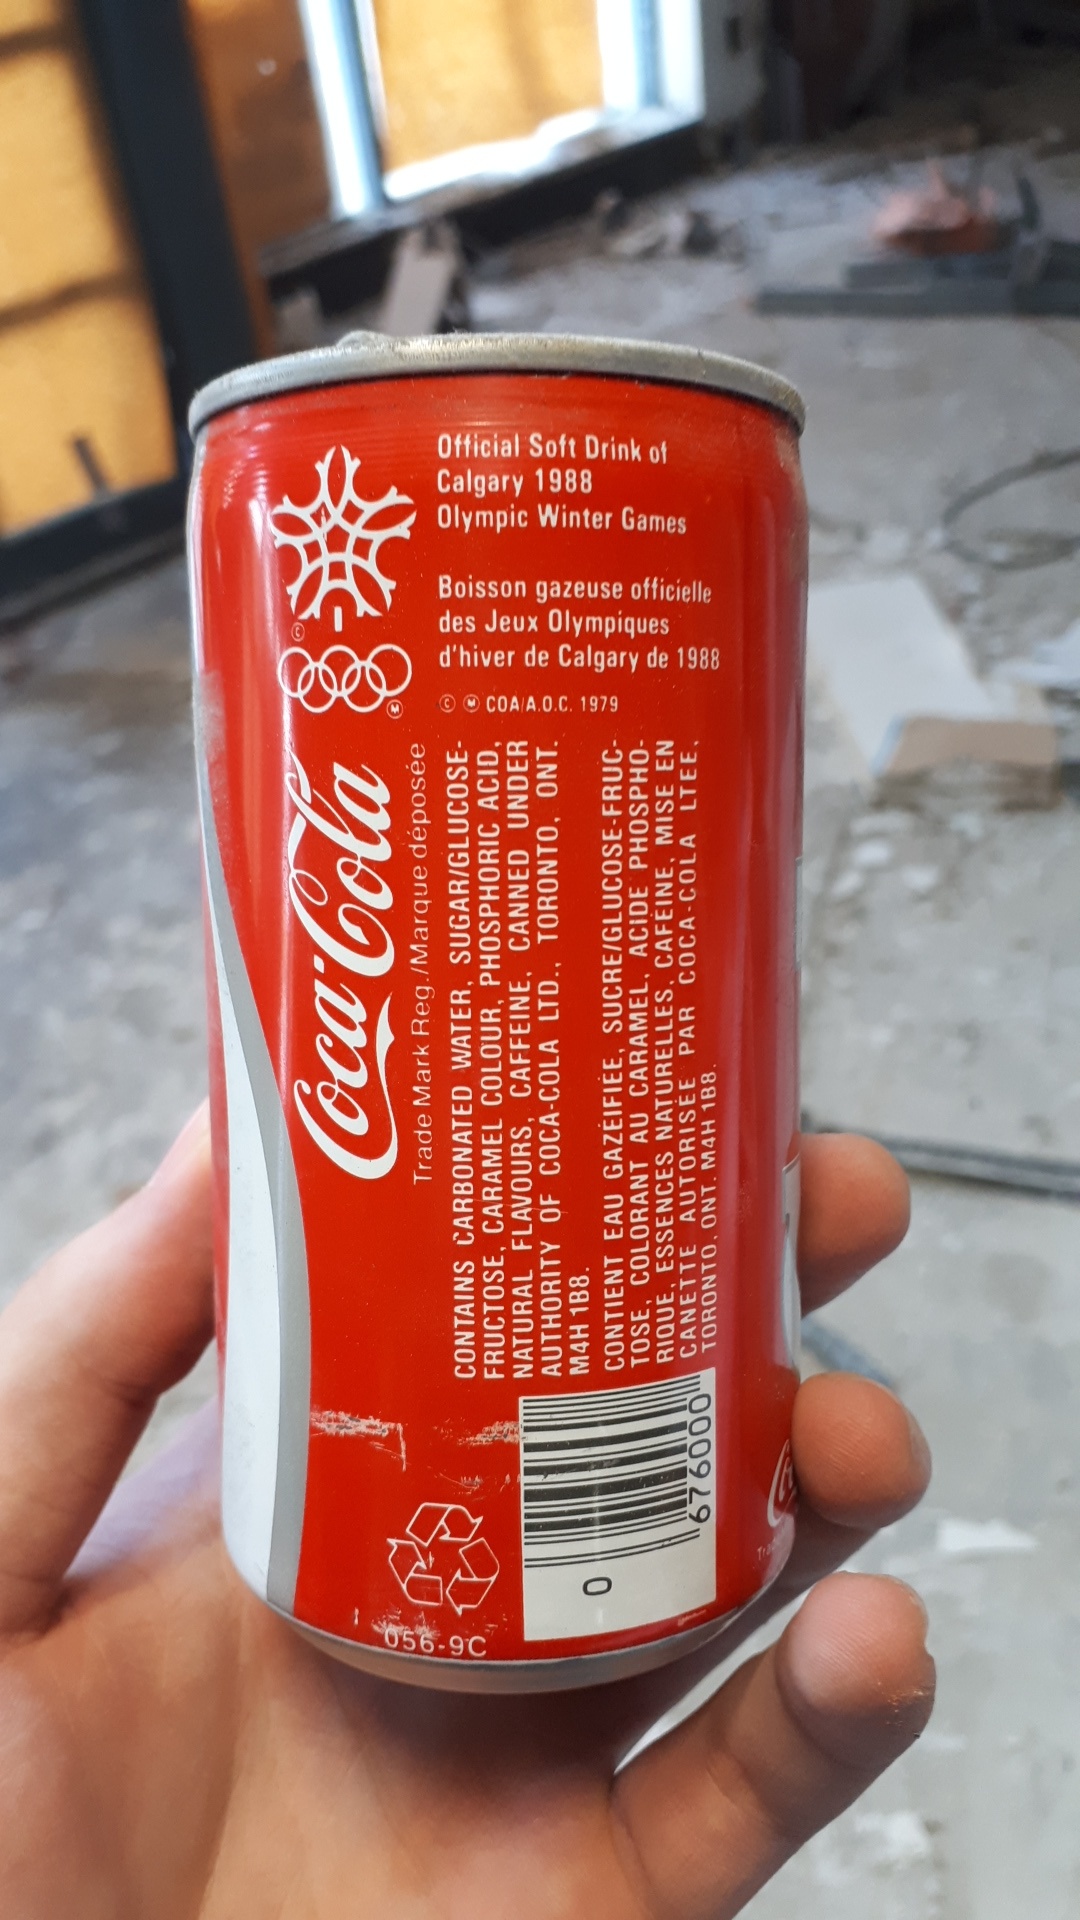 Official Soft Drink of
Calgary 1988
Olympic Winter Games
Boisson gazeuse officielle
des Jeux Olympiques
d'hiver de Calgary de 1988
© M COA/A.O.C. 1979
Coca-Cola
Trade Mark Reg./Marque déposée
CONTAINS CARBONATED WATER, SUGAR/GLUCOSE-
FRUCTOSE, CARAMEL COLOUR, PHOSPHORIC ACID,
NATURAL FLAVOURS, CAFFEINE, CANNED UNDER
AUTHORITY OF COCA-COLA LTD., TORONTO, ONT.
M4H 1B8.
CONTIENT EAU GAZÉIFIÉE, SUCRE/GLUCOSE-FRUC-
TOSE, COLORANT AU CARAMEL, ACIDE PHOSPHO-
RIQUE, ESSENCES NATURELLES, CAFÉINE, MISE EN
CANETTE AUTORISÉE PAR COCA-COLA LTÉE,
TORONTO, ONT. M4H 1B8.
0 676000
056-9C